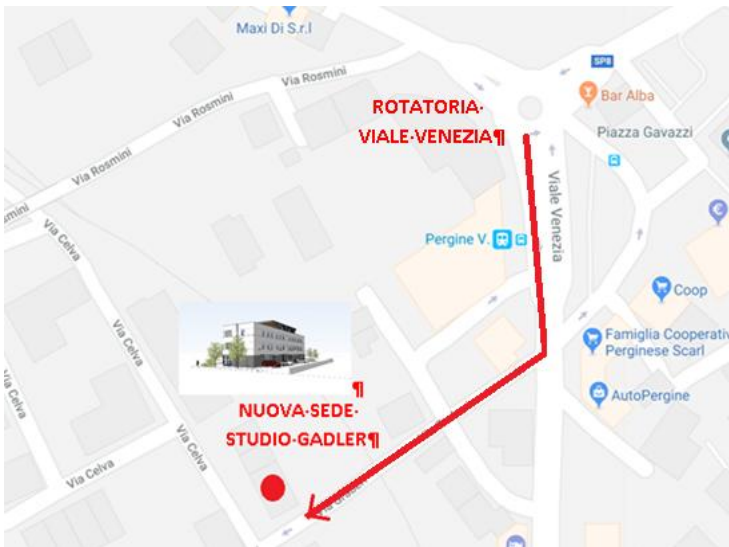 Maxi Di S.r.l
SP8
Via Rosmini
Bar Alba
ROTATORIA·
VIALE·VENEZIA¶
Via Rosmini
Piazza Gavazzi
Via Rosmini
Viale Venezia
Via Celva
Pergine V.
Coop
Via Celva
Famiglia Cooperativ
Perginese Scarl
¶
NUOVA·SEDE·
STUDIO·GADLER¶
AutoPergine
Via Celva
Via Celva
Via Celva